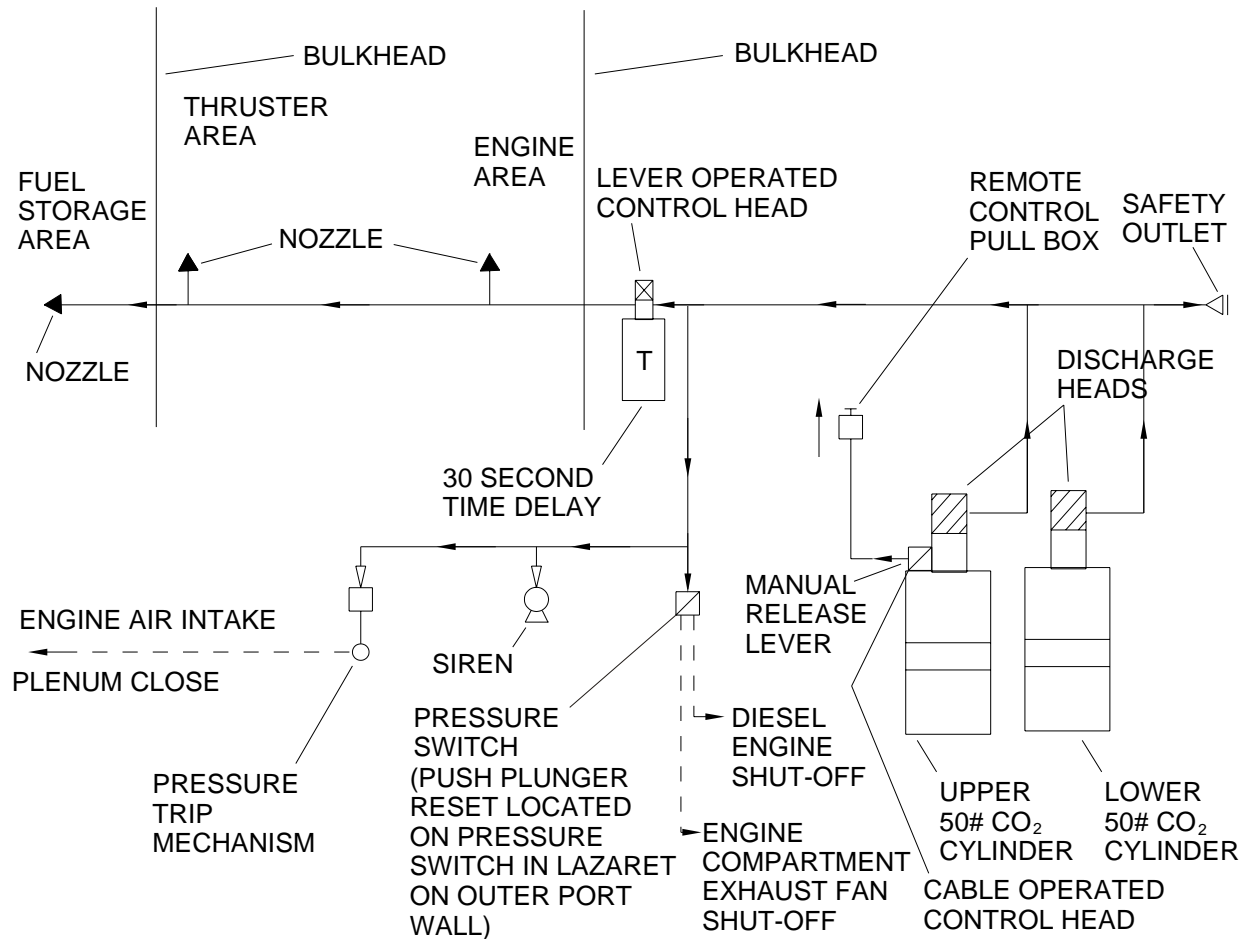 BULKHEAD
BULKHEAD
THRUSTER
AREA
ENGINE
AREA
FUEL
STORAGE
AREA
LEVER OPERATED
CONTROL HEAD
REMOTE
CONTROL
PULL BOX
SAFETY
OUTLET
NOZZLE
NOZZLE
T
DISCHARGE
HEADS
30 SECOND
TIME DELAY
MANUAL
RELEASE
LEVER
ENGINE AIR INTAKE
PLENUM CLOSE
SIREN
PRESSURE
TRIP
MECHANISM
PRESSURE
SWITCH
(PUSH PLUNGER
RESET LOCATED
ON PRESSURE
SWITCH IN LAZARET
ON OUTER PORT
WALL)
DIESEL
ENGINE
SHUT-OFF
ENGINE
COMPARTMENT
EXHAUST FAN
SHUT-OFF
UPPER
50# CO₂
CYLINDER
LOWER
50# CO₂
CYLINDER
CABLE OPERATED
CONTROL HEAD